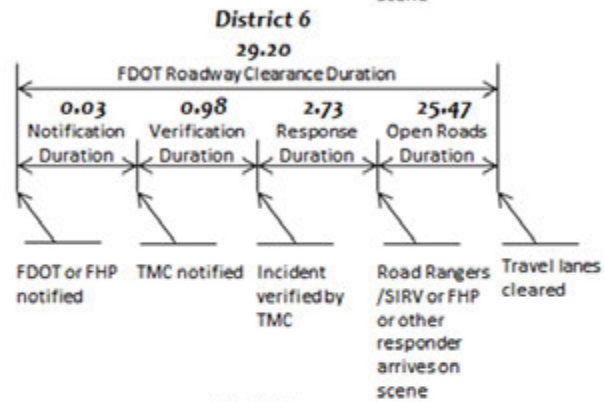 District 6
29.20
FDOT Roadway Clearance Duration
0.03 0.98 2.73 25.47
Notification Verification Response Open Roads
Duration Duration Duration Duration
FDOT or FHP
notified
TMC notified
Incident
verified by
TMC
Road Rangers
/SIRV or FHP
or other
responder
arrives on
scene
Travel lanes
cleared